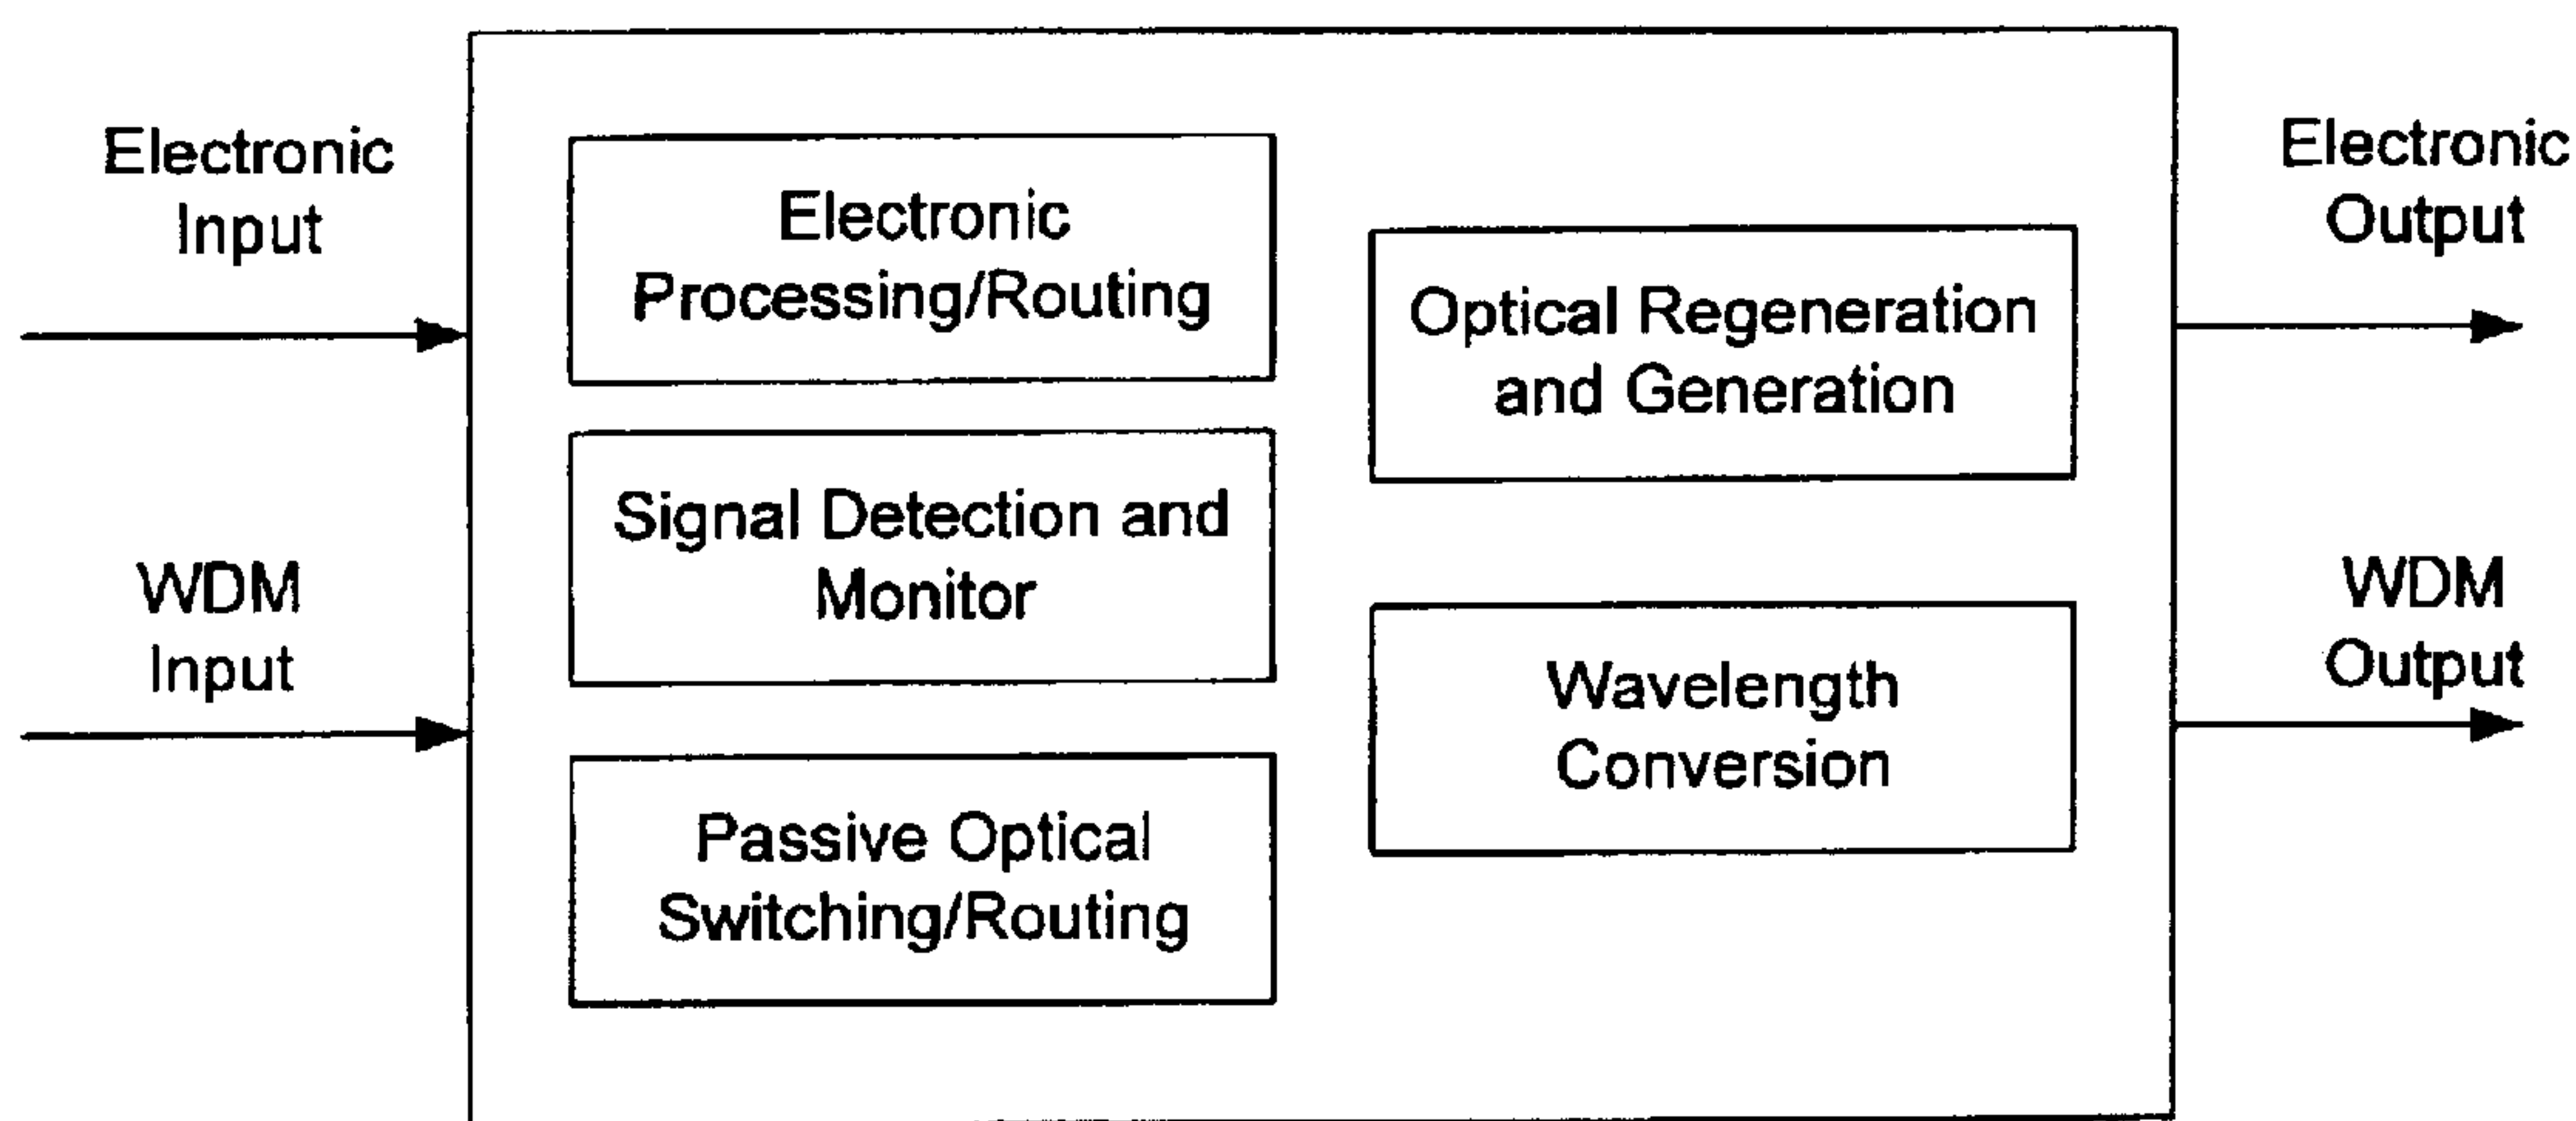 Electronic
Input
WDM
Input
Electronic
Processing/Routing
Signal Detection and
Monitor
Passive Optical
Switching/Routing
Optical Regeneration
and Generation
Wavelength
Conversion
Electronic
Output
WDM
Output